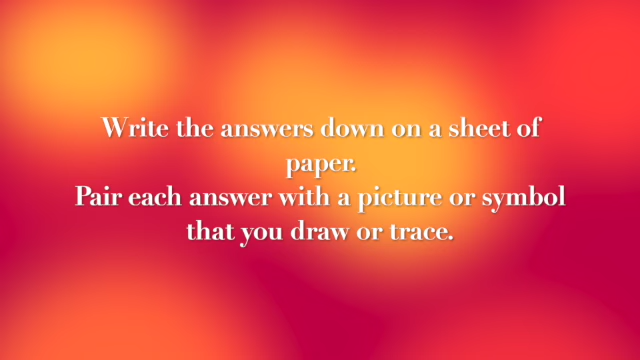 Write the answers down on a sheet of
paper.
Pair each answer with a picture or symbol
that you draw or trace.